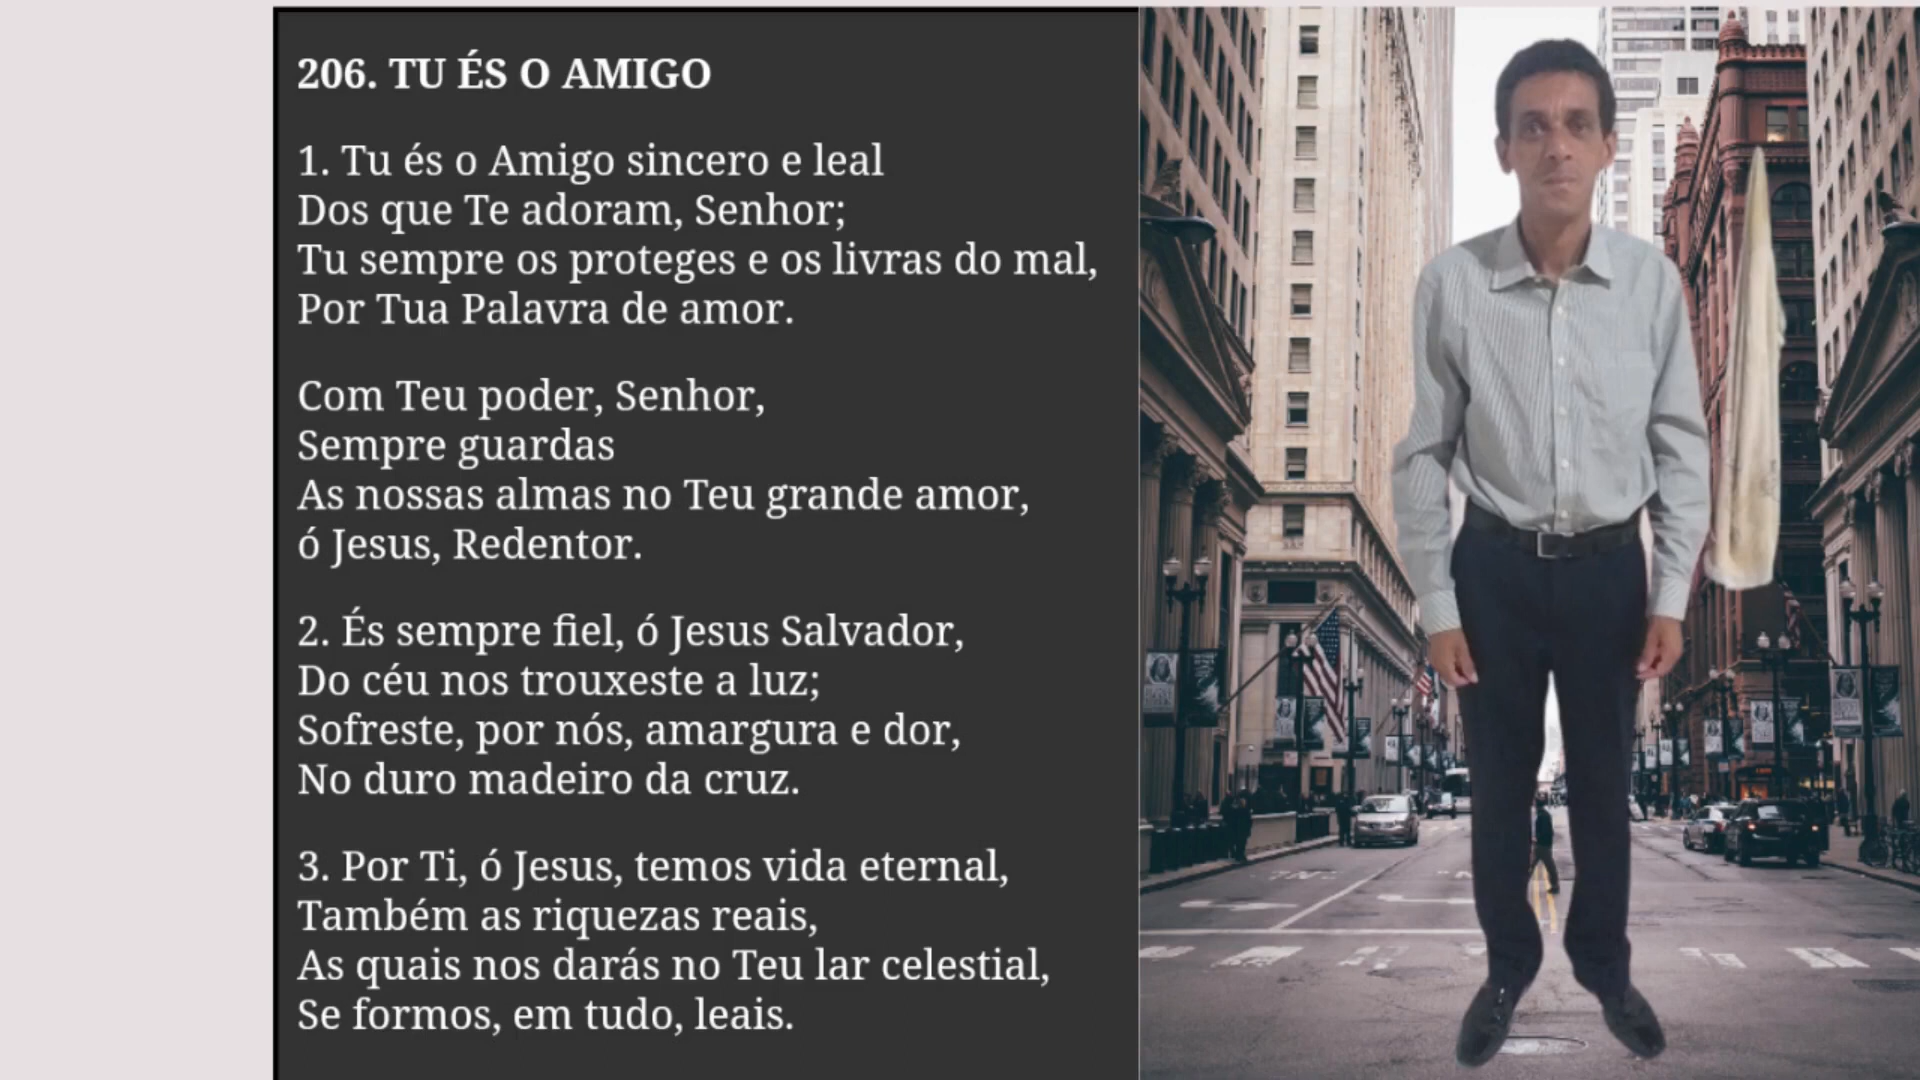 206. TU ÉS O AMIGO
1. Tu és o Amigo sincero e leal
Dos que Te adoram, Senhor;
Tu sempre os proteges e os livras do mal,
Por Tua Palavra de amor.
Com Teu poder, Senhor,
Sempre guardas
As nossas almas no Teu grande amor,
ó Jesus, Redentor.
2. És sempre fiel, ó Jesus Salvador,
Do céu nos trouxeste a luz;
Sofreste, por nós, amargura e dor,
No duro madeiro da cruz.
3. Por Ti, ó Jesus, temos vida eternal,
Também as riquezas reais,
As quais nos darás no Teu lar celestial,
Se formos, em tudo, leais.